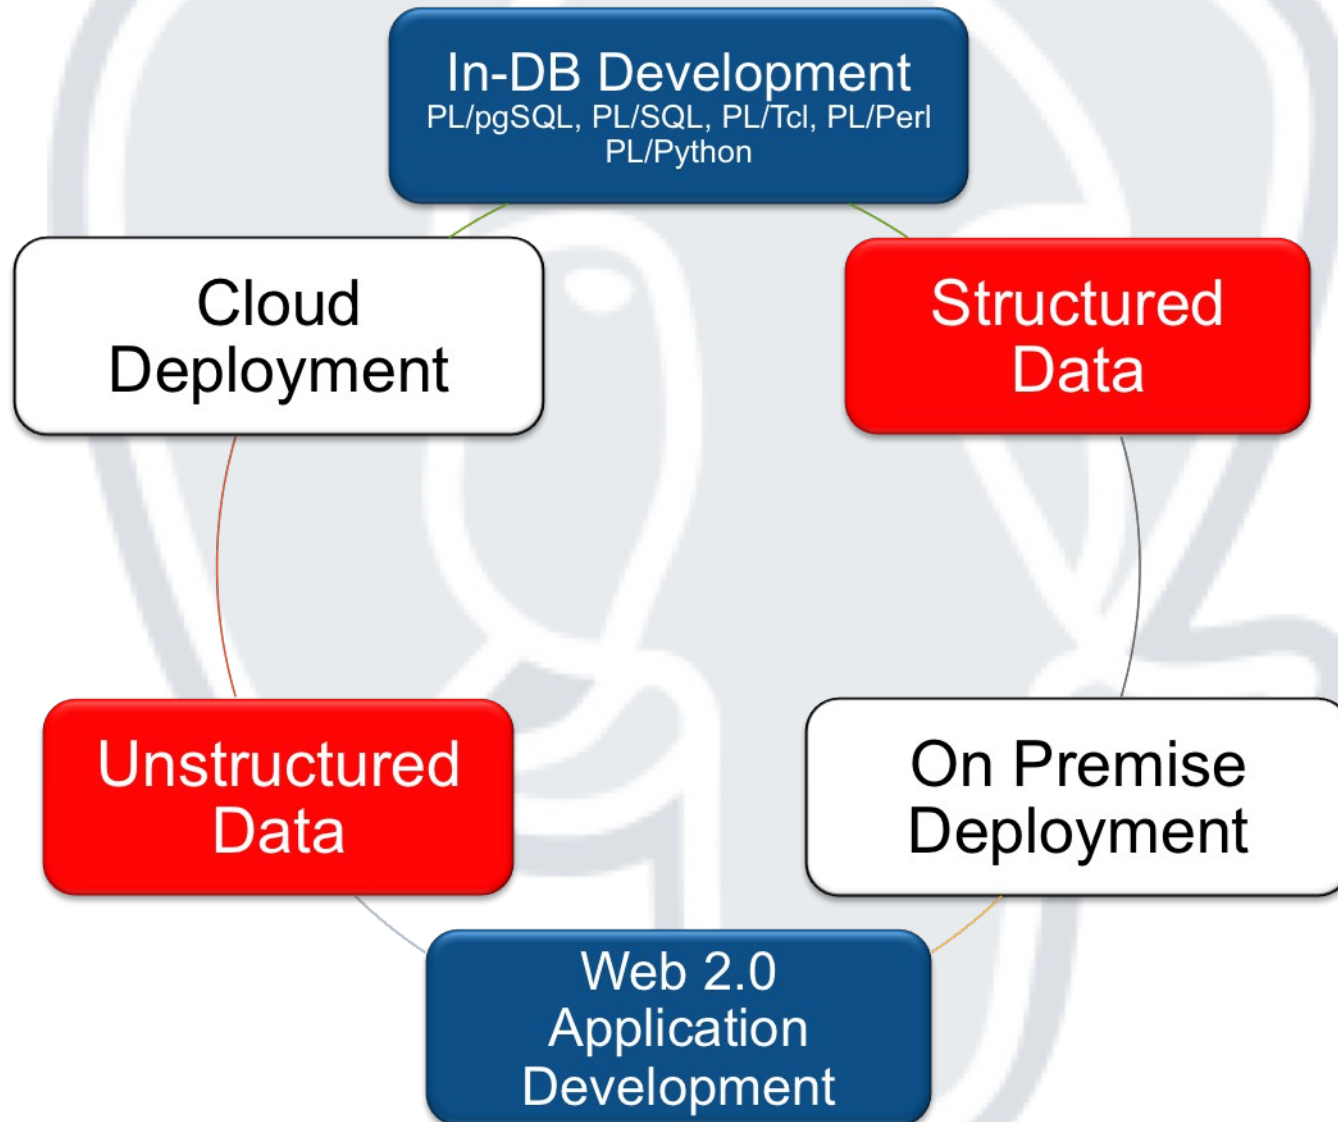 In-DB Development
PL/pgSQL, PL/SQL, PL/Tcl, PL/Perl
PL/Python
Cloud
Deployment
Structured
Data
Unstructured
Data
On Premise
Deployment
Web 2.0
Application
Development